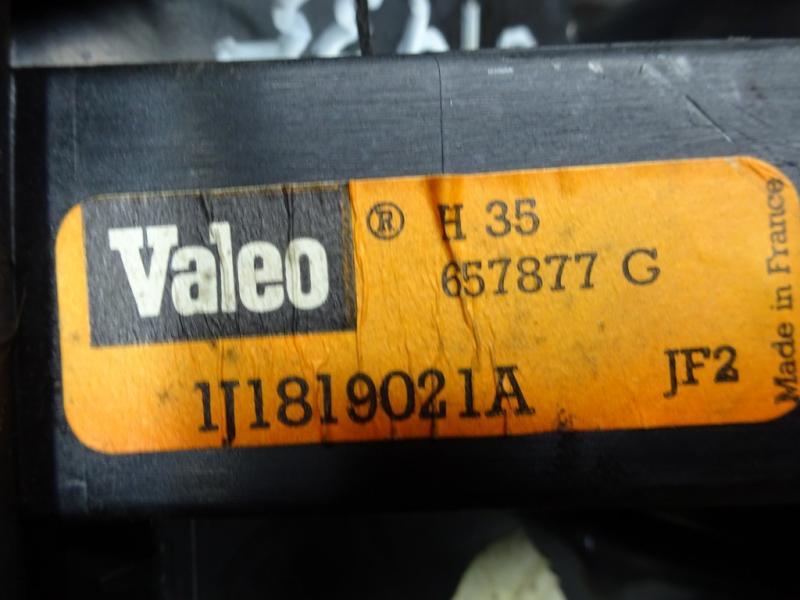 Valeo ® H 35
657877 G
1J1819021A
JF2
Made in France